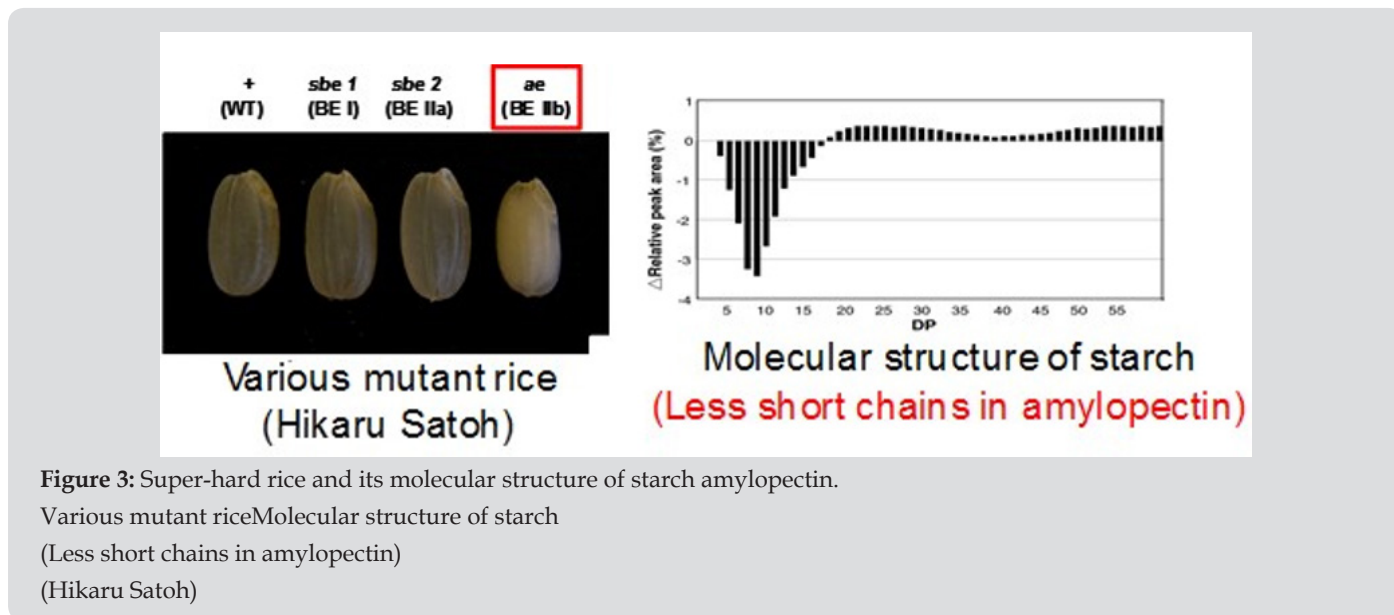 + sbe 1 sbe 2 ae
(WT) (BE I) (BE IIa) (BE IIb)
Various mutant rice
(Hikaru Satoh)
△Relative peak area (%)
1
0
-1
-2
-3
-4
5 10 15 20 25 30 35 40 45 50 55
DP
Molecular structure of starch
(Less short chains in amylopectin)
Figure 3: Super-hard rice and its molecular structure of starch amylopectin.
Various mutant riceMolecular structure of starch
(Less short chains in amylopectin)
(Hikaru Satoh)